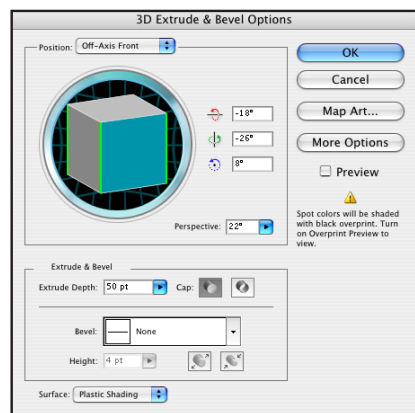 3D Extrude & Bevel Options
Position: Off-Axis Front
OK
Cancel
-18°
Map Art...
-26°
More Options
8°
Preview
Perspective: 22°
Spot colors will be shaded
with black overprint. Turn
on Overprint Preview to
view.
Extrude & Bevel
Extrude Depth: 50 pt Cap:
Bevel: None
Height: 4 pt
Surface: Plastic Shading